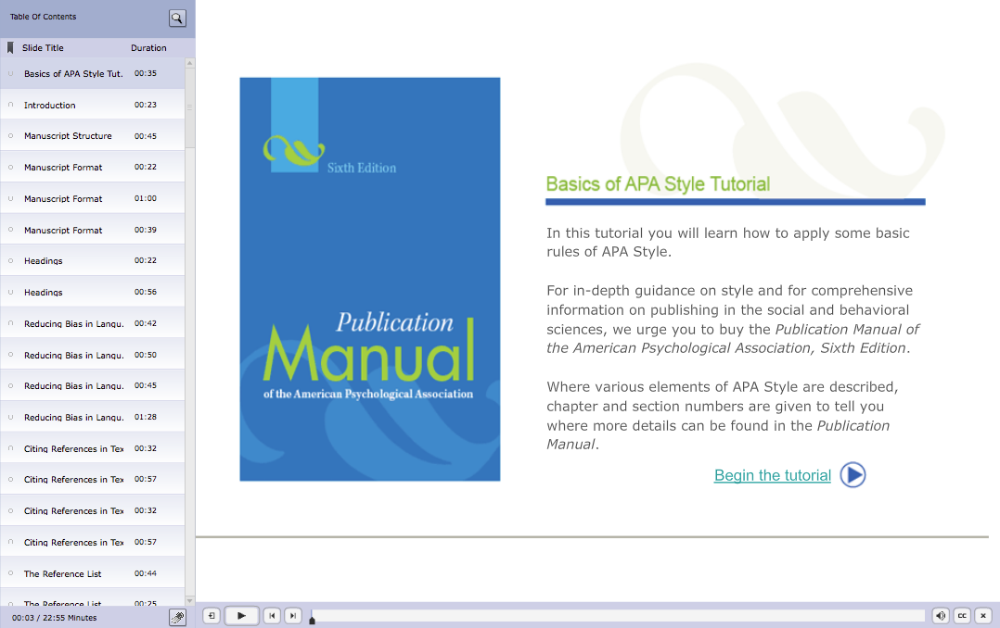 Table Of Contents
Slide Title Duration
Basics of APA Style Tut. 00:35
Introduction 00:23
Manuscript Structure 00:45
Manuscript Format 00:22
Manuscript Format 01:00
Manuscript Format 00:39
Headings 00:22
Headings 00:56
Reducing Bias in Langu. 00:42
Reducing Bias in Langu. 00:50
Reducing Bias in Langu. 00:45
Reducing Bias in Langu. 01:28
Citing References in Tex 00:32
Citing References in Tex 00:57
Citing References in Tex 00:32
Citing References in Tex 00:57
The Reference List 00:44
The Reference List 00:25
00:03 / 22:55 Minutes
Sixth Edition
Publication
Manual
of the American Psychological Association
Basics of APA Style Tutorial
In this tutorial you will learn how to apply some basic
rules of APA Style.
For in-depth guidance on style and for comprehensive
information on publishing in the social and behavioral
sciences, we urge you to buy the Publication Manual of
the American Psychological Association, Sixth Edition.
Where various elements of APA Style are described,
chapter and section numbers are given to tell you
where more details can be found in the Publication
Manual.
Begin the tutorial
CC